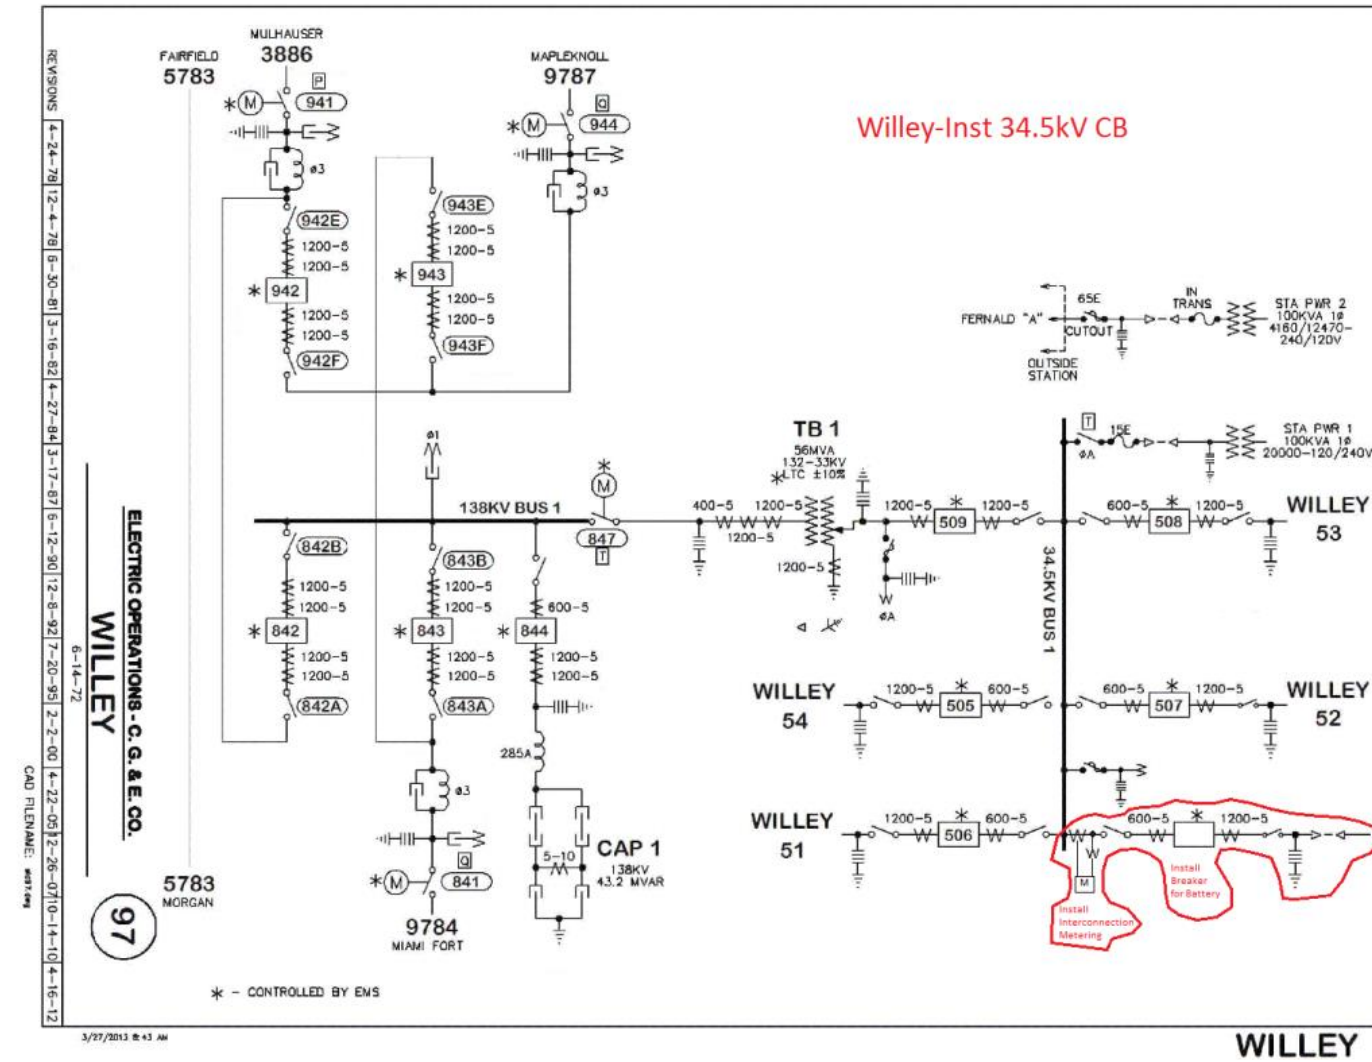 MULHAUSER
3886
FAIRFIELD
5783
MAPLEKNOLL
9787
Willey-Inst 34.5kV CB
P
* M 941
Q
* M 944
ø3
ø3
942E
943E
1200-5
1200-5
1200-5
1200-5
* 942
* 943
1200-5
1200-5
1200-5
1200-5
942F
943F
FERNALD "A"
65E
CUTOUT
OUTSIDE
STATION
IN
TRANS
STA PWR 2
100KVA 1ø
4160/12470-
240/120V
T
15E
øA
STA PWR 1
100KVA 1ø
20000-120/240V
ø1
138KV BUS 1
*
M
847
T
TB 1
56MVA
132-33KV
* LTC ±10%
400-5
1200-5
1200-5
1200-5
øA
1200-5
*
509
1200-5
600-5
*
508
1200-5
WILLEY
53
34.5KV BUS 1
842B
843B
1200-5
1200-5
1200-5
1200-5
600-5
* 842
* 843
* 844
1200-5
1200-5
1200-5
1200-5
1200-5
1200-5
842A
843A
WILLEY
54
1200-5
*
505
600-5
600-5
*
507
1200-5
WILLEY
52
285A
ø3
WILLEY
51
1200-5
*
506
600-5
600-5
*
1200-5
M
Install
Interconnection
Metering
Install
Breaker
for Battery
5-10
CAP 1
138KV
43.2 MVAR
Q
* M 841
9784
MIAMI FORT
5783
MORGAN
* - CONTROLLED BY EMS
REVISIONS 4-24-78 12-4-78 6-30-81 3-16-82 4-27-84 3-17-87 6-12-90 12-8-92 7-20-95 2-2-00 4-22-05 12-26-07 10-14-10 4-16-12
ELECTRIC OPERATIONS - C. G. & E. CO.
WILLEY
6-14-72
97
CAD FILENAME:
3/27/2013
WILLEY